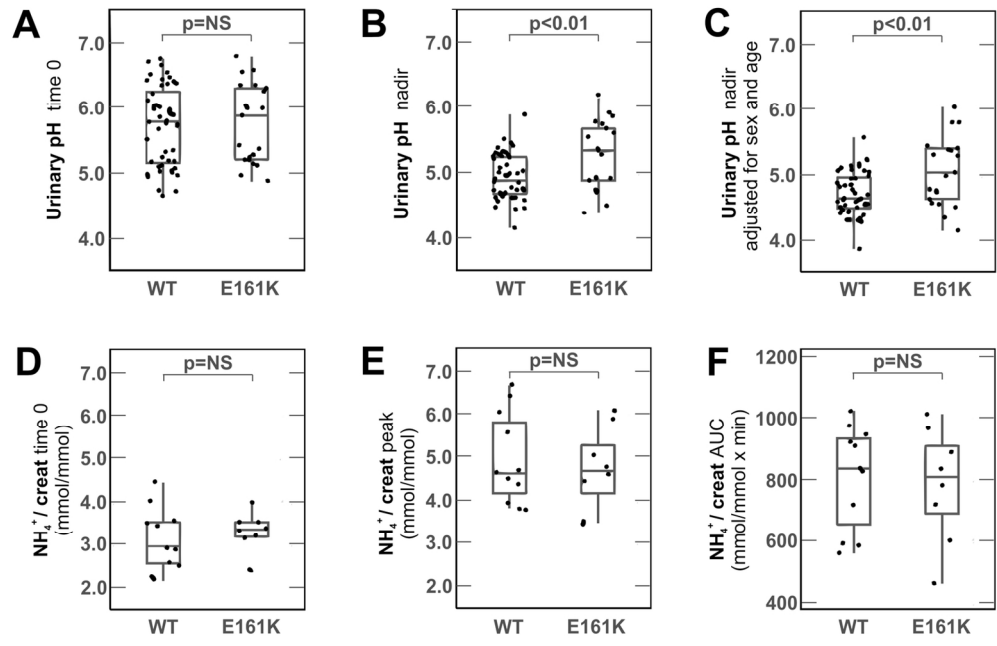 A
p=NS
Urinary pH time 0
7.0
6.0
5.0
4.0
WT E161K
B
p<0.01
Urinary pH nadir
7.0
6.0
5.0
4.0
WT E161K
C
p<0.01
Urinary pH nadir
adjusted for sex and age
7.0
6.0
5.0
4.0
WT E161K
D
p=NS
NH₄⁺/ creat time 0
(mmol/mmol)
7.0
6.0
5.0
4.0
3.0
2.0
WT E161K
E
p=NS
NH₄⁺/ creat peak
(mmol/mmol)
7.0
6.0
5.0
4.0
3.0
2.0
WT E161K
F
p=NS
NH₄⁺/ creat AUC
(mmol/mmol x min)
1200
1000
800
600
400
WT E161K